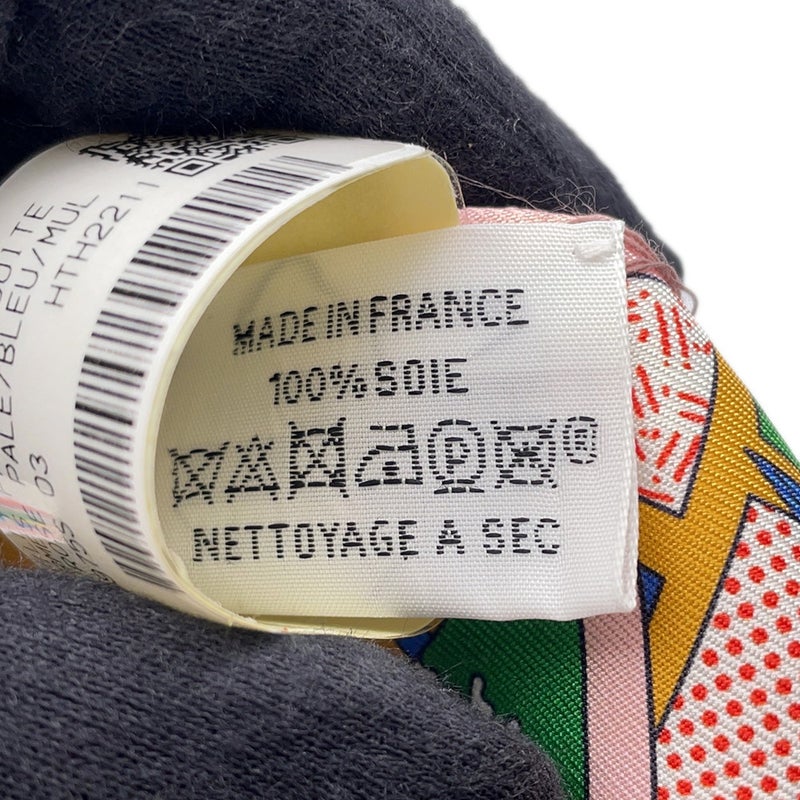 PALE/BLEU/MUL
HTH2211
03
MADE IN FRANCE
100% SOIE
P
®
NETTOYAGE A SEC